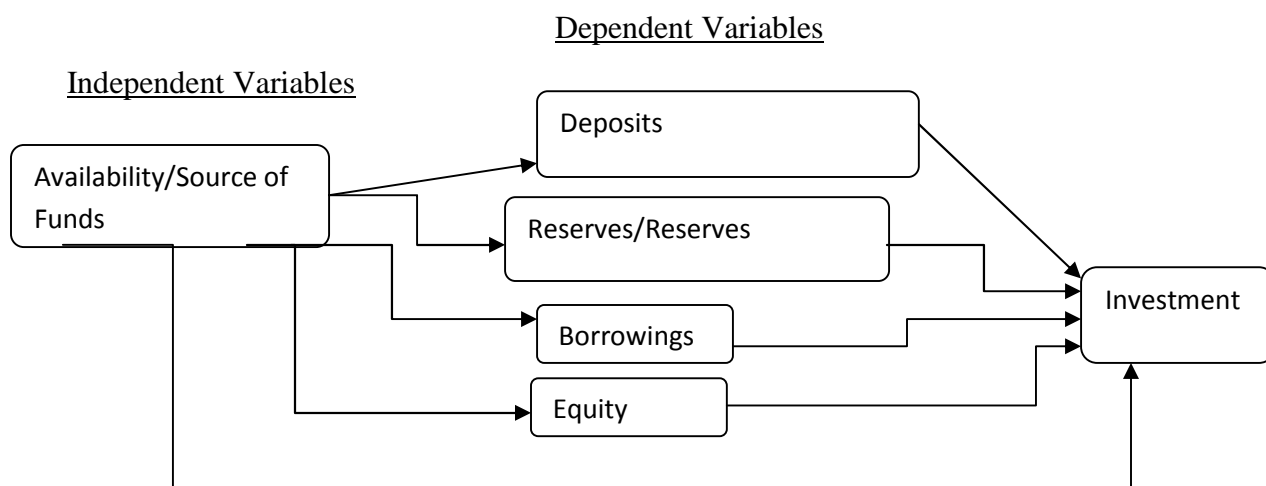 Dependent Variables
Independent Variables
Deposits
Availability/Source of
Funds
Reserves/Reserves
Investment
Borrowings
Equity